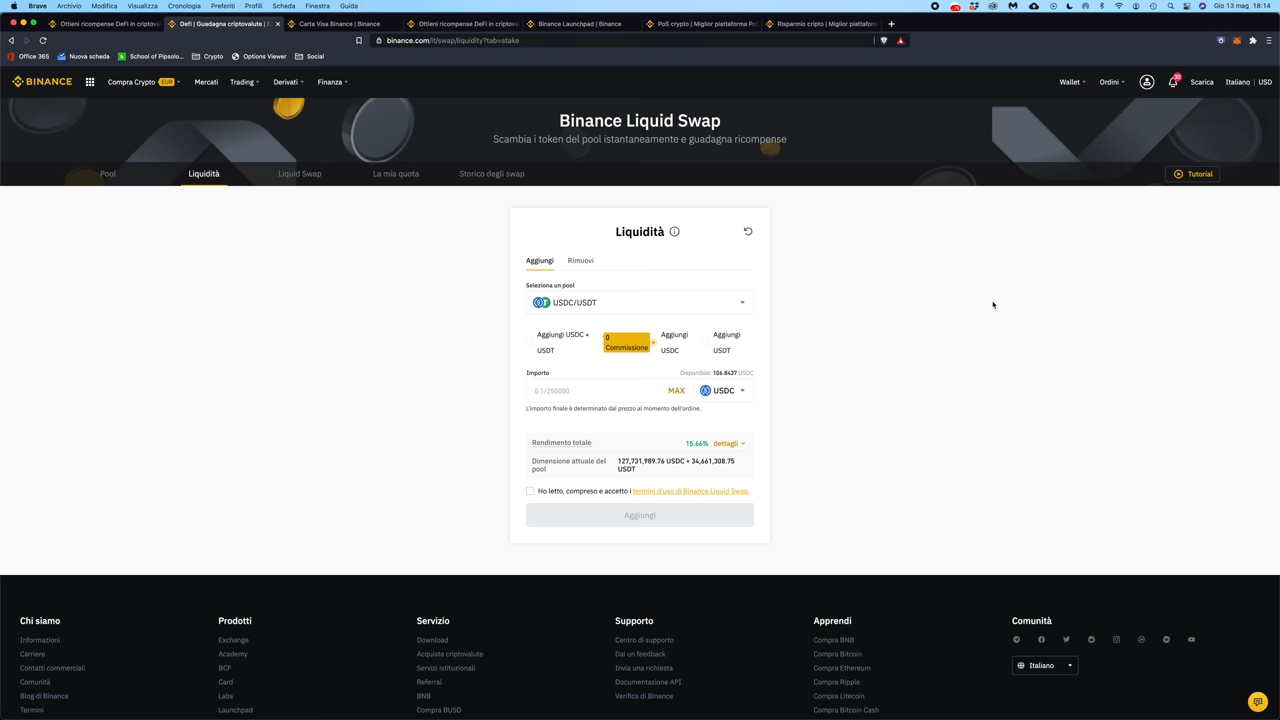 Brave Archivio Modifica Visualizza Cronologia Preferiti Profili Scheda Finestra Guida
Gio 13 mag 18:14
Ottieni ricompense DeFi in cripto
Defi | Guadagna criptovalute | B
Carta Visa Binance | Binance
Ottieni ricompense DeFi in criptova
Binance Launchpad | Binance
PoS crypto | Miglior piattaforma Po
Risparmio cripto | Miglior piattaform
binance.com/it/swap/liquidity?tab=stake
Office 365
Nuova scheda
School of Pipsolo...
Crypto
Options Viewer
Social
BINANCE
Compra Crypto EUR
Mercati
Trading
Derivati
Finanza
Wallet
Ordini
30
Scarica
Italiano | USD
Binance Liquid Swap
Scambia i token del pool istantaneamente e guadagna ricompense
Pool
Liquidità
Liquid Swap
La mia quota
Storico degli swap
Tutorial
Liquidità
Aggiungi
Rimuovi
Seleziona un pool
USDC/USDT
Aggiungi USDC +
USDT
0
Commissione
Aggiungi
USDC
Aggiungi
USDT
Importo
Disponibile: 106.8437 USDC
0.1/250000
MAX
USDC
L'importo finale è determinato dal prezzo al momento dell'ordine.
Rendimento totale
15.66% dettagli
Dimensione attuale del
pool
127,731,989.76 USDC + 34,661,308.75
USDT
Ho letto, compreso e accetto i termini d'uso di Binance Liquid Swap.
Aggiungi
Chi siamo
Informazioni
Carriere
Contatti commerciali
Comunità
Blog di Binance
Termini
Prodotti
Exchange
Academy
BCF
Card
Labs
Launchpad
Servizio
Download
Acquista criptovalute
Servizi istituzionali
Referral
BNB
Compra BUSD
Supporto
Centro di supporto
Dai un feedback
Invia una richiesta
Documentazione API
Verifica di Binance
Apprendi
Compra BNB
Compra Bitcoin
Compra Ethereum
Compra Ripple
Compra Litecoin
Compra Bitcoin Cash
Comunità
Italiano